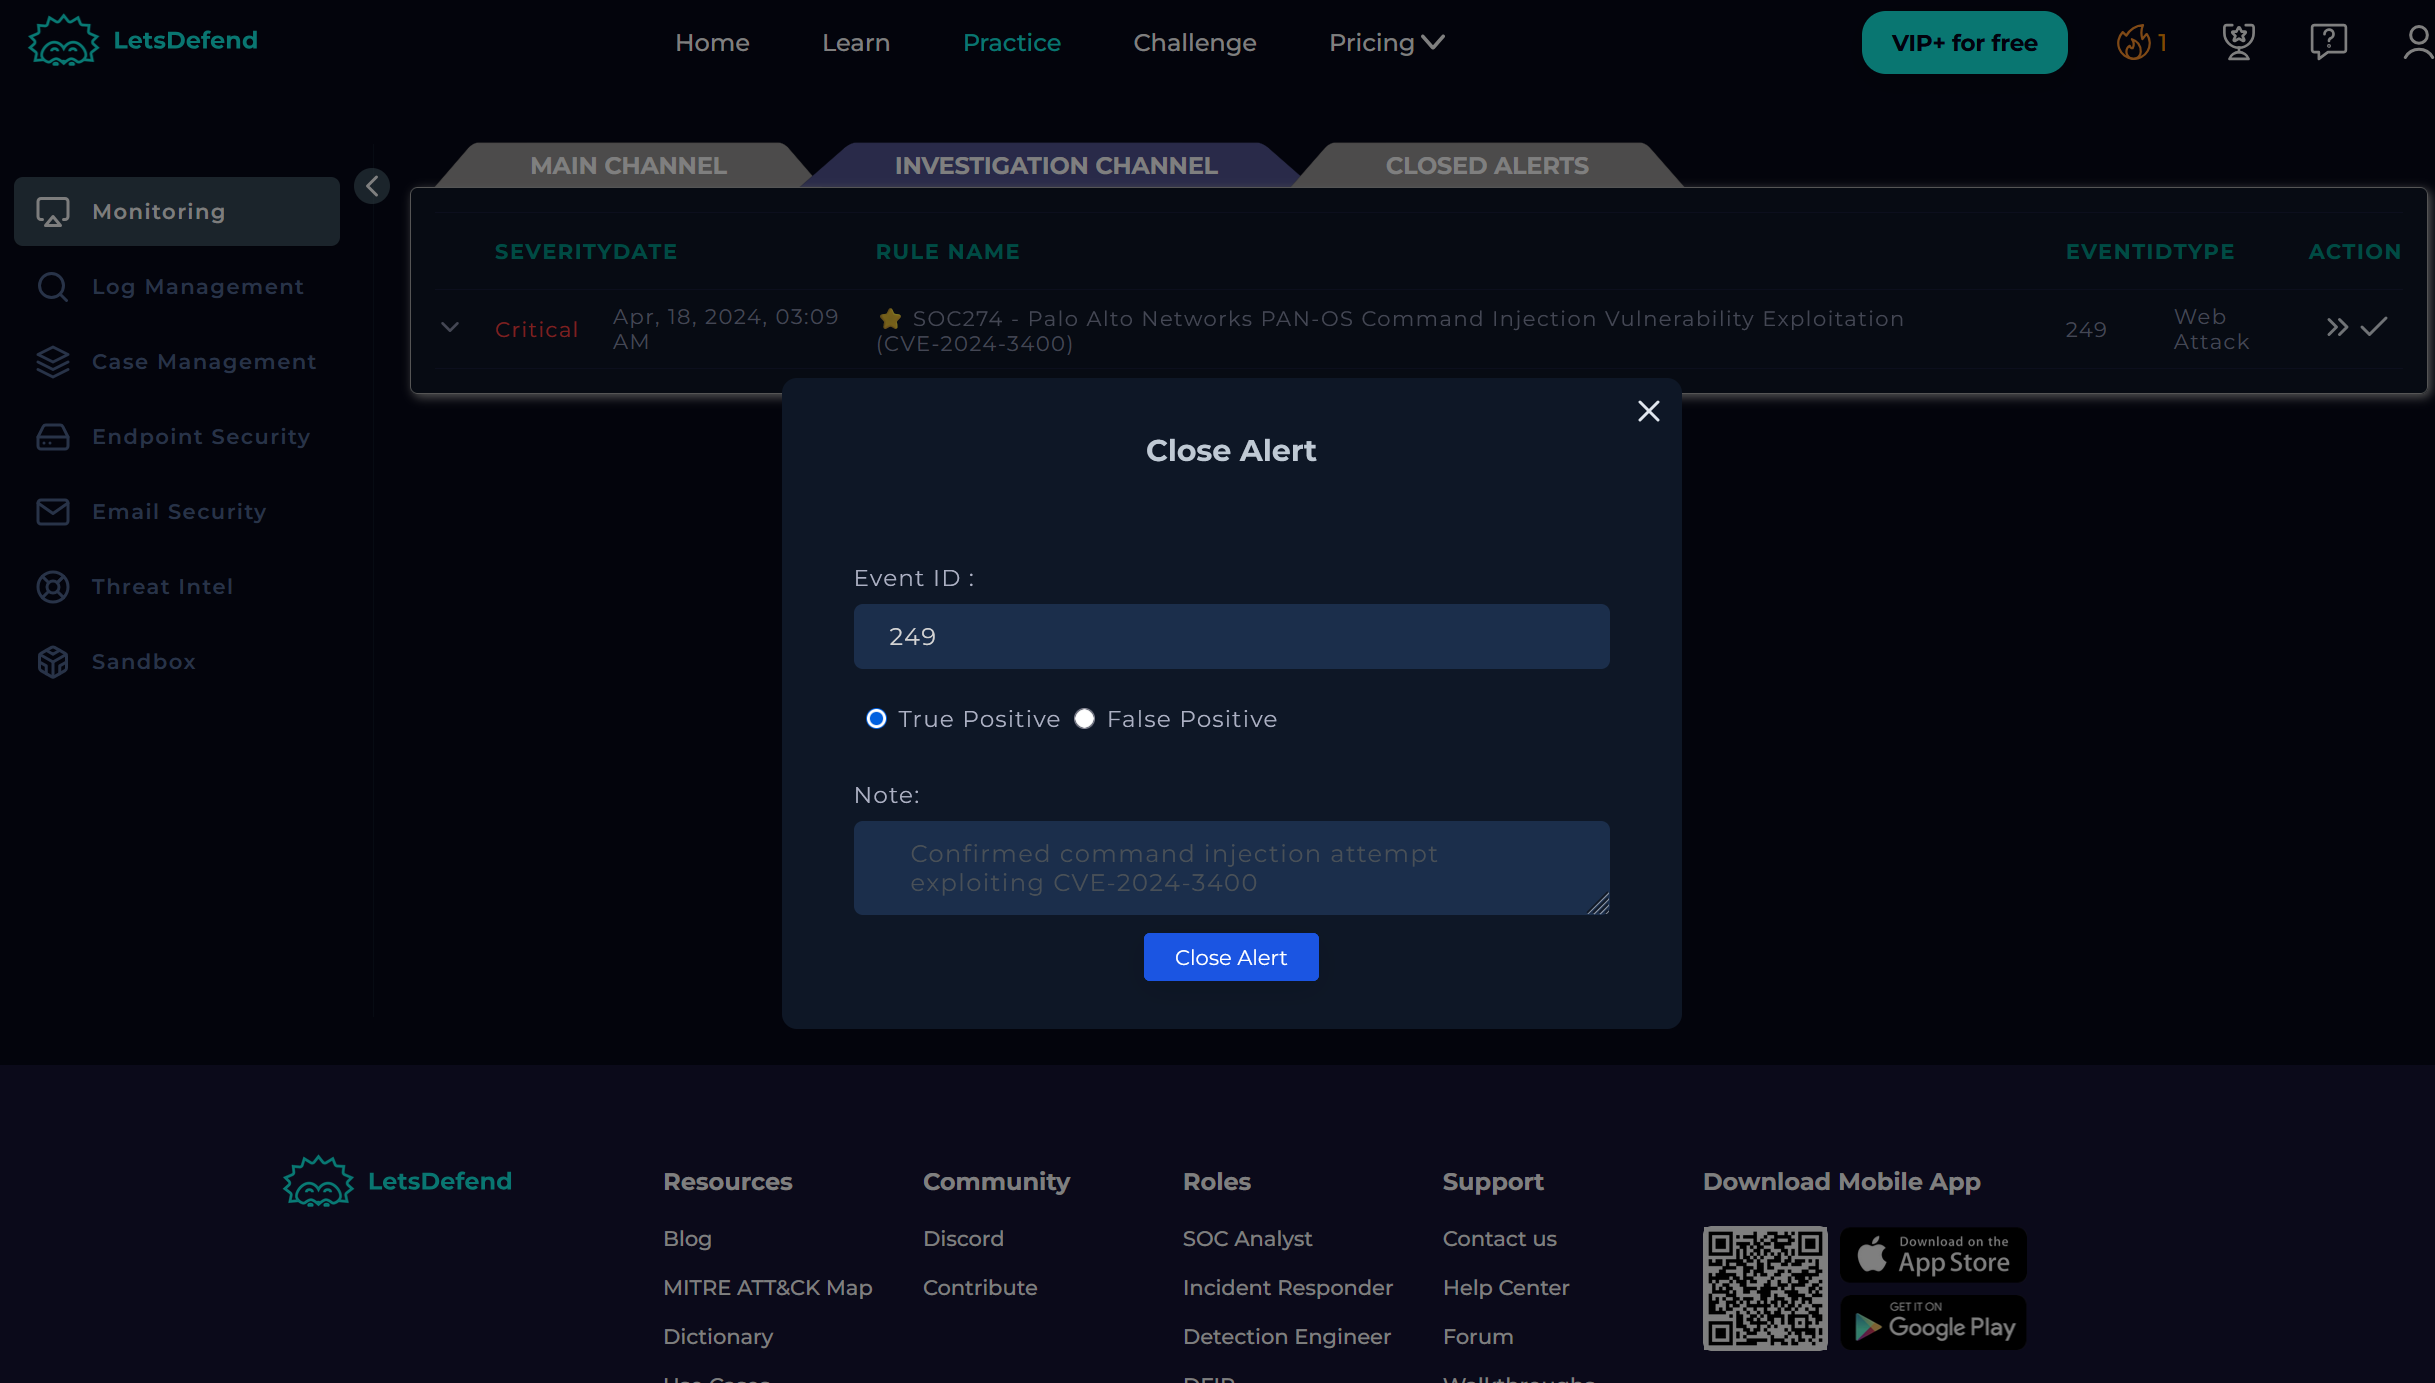 LetsDefend
Home
Learn
Practice
Challenge
Pricing
VIP+ for free
1
MAIN CHANNEL
INVESTIGATION CHANNEL
CLOSED ALERTS
Monitoring
Log Management
Case Management
Endpoint Security
Email Security
Threat Intel
Sandbox
SEVERITY
DATE
RULE NAME
EVENTID
TYPE
ACTION
Critical
Apr, 18, 2024, 03:09
AM
SOC274 - Palo Alto Networks PAN-OS Command Injection Vulnerability Exploitation
(CVE-2024-3400)
249
Web
Attack
Close Alert
Event ID :
249
True Positive
False Positive
Note:
Confirmed command injection attempt
exploiting CVE-2024-3400
Close Alert
LetsDefend
Resources
Blog
MITRE ATT&CK Map
Dictionary
Community
Discord
Contribute
Roles
SOC Analyst
Incident Responder
Detection Engineer
Support
Contact us
Help Center
Forum
Download Mobile App
Download on the
App Store
GET IT ON
Google Play